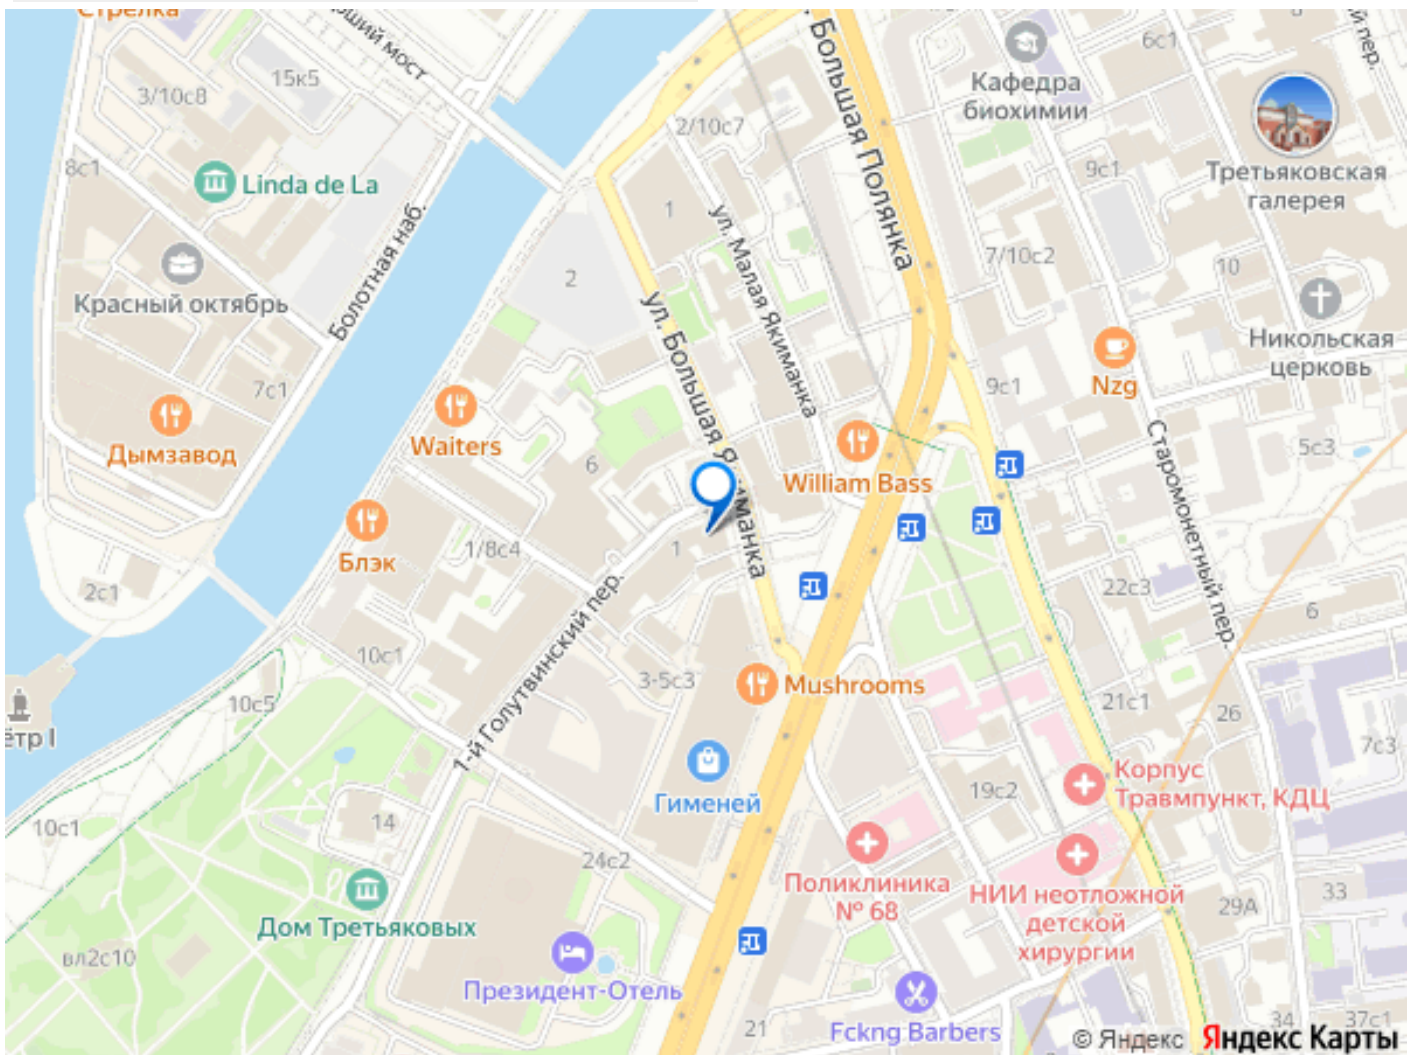 Стрелка
15к5
3/10с8
8с1
Linda de La
Красный октябрь
Болотная наб.
7с1
Дымзавод
2с1
ётр I
Waiters
Блэк
1/8с4
6
2
1
2/10с7
ул. Большая Якиманка
ул. Малая Якиманка
Большая Полянка
Кафедра
биохимии
6с1
9с1
7/10с2
10
Третьяковская
галерея
Никольская
церковь
Nzg
9с1
5с3
Старомонетный пер.
William Bass
1
1-й Голутвинский пер.
10с1
10с5
3-5с3
Mushrooms
Гименей
22с3
6
21с1
26
7с3
Корпус
Травмпункт, КДЦ
19с2
10с1
14
24с2
Дом Третьяковых
вл2с10
Президент-Отель
Поликлиника
№ 68
НИИ неотложной
детской
хирургии
29А
33
21
Fckng Barbers
34
37с1
© Яндекс Яндекс Карты